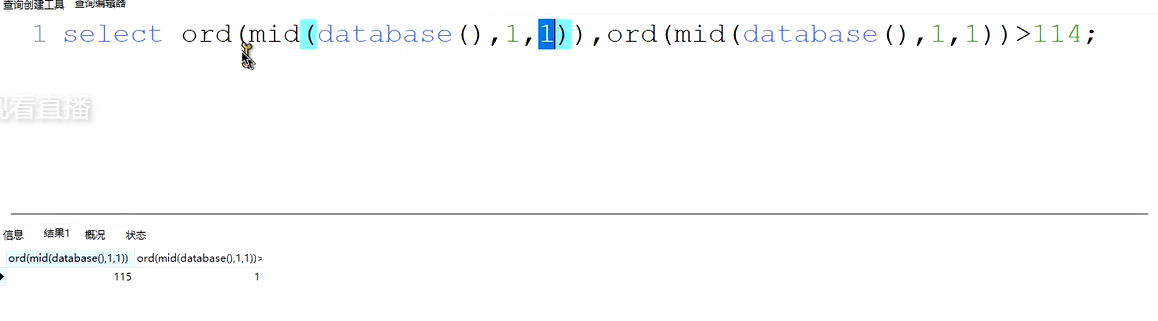 查询创建工具 查询编辑器
1 select ord(mid(database(),1,1)),ord(mid(database(),1,1))>114;
观看直播
信息 结果1 概况 状态
ord(mid(database(),1,1)) ord(mid(database(),1,1))>
115 1